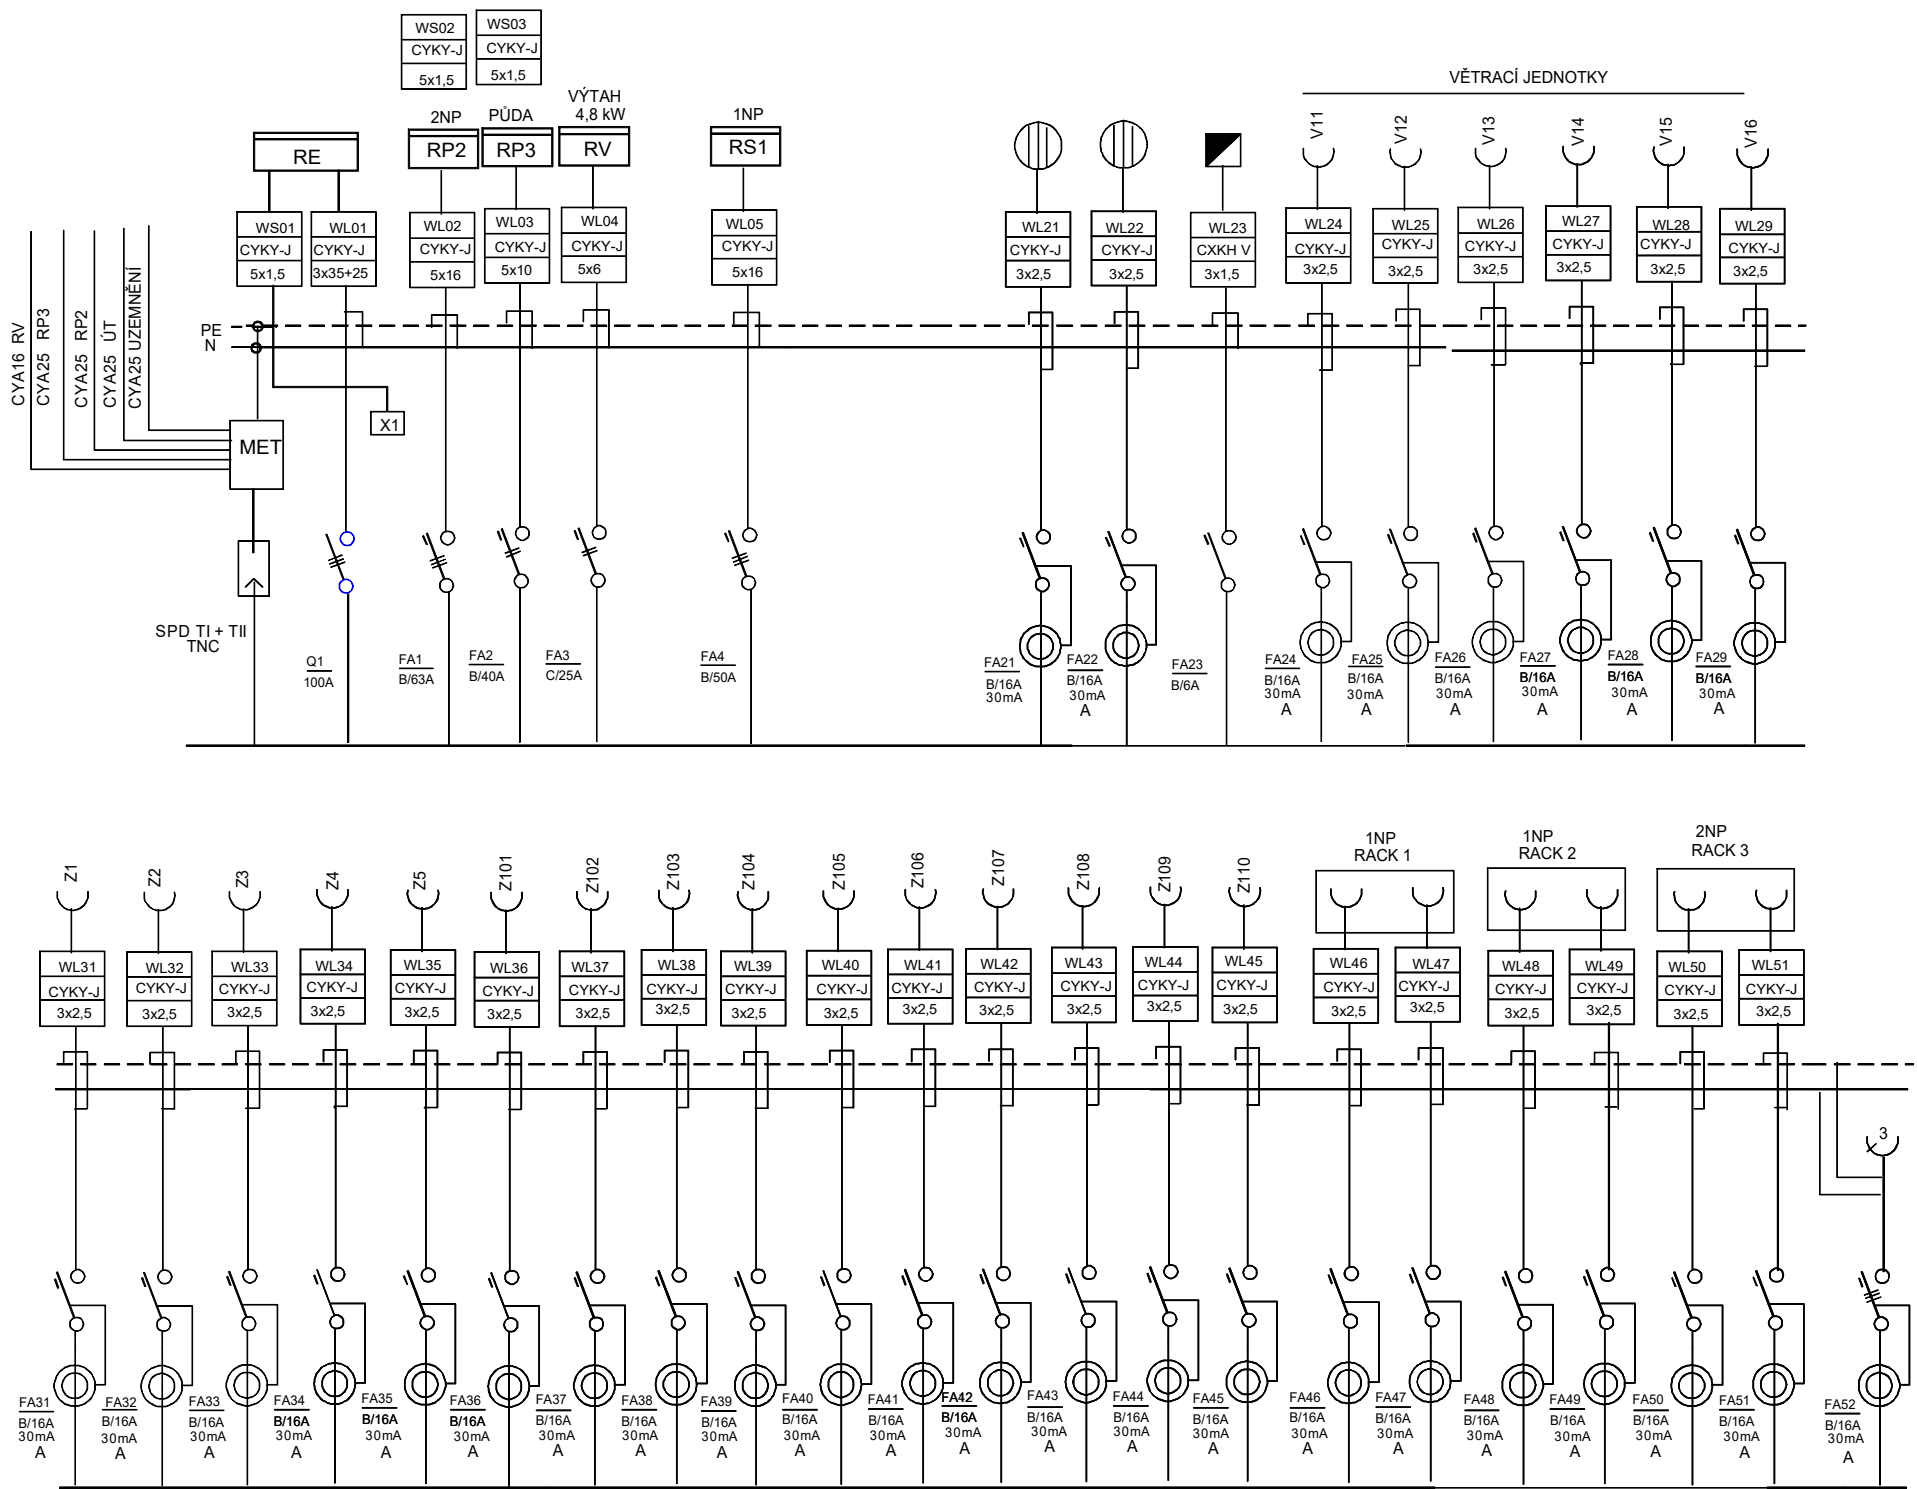 WS02
CYKY-J
5x1,5
WS03
CYKY-J
5x1,5
VĚTRACÍ JEDNOTKY
RE
2NP
RP2
PŮDA
RP3
VÝTAH
4,8 kW
RV
1NP
RS1
V11
V12
V13
V14
V15
V16
WS01
CYKY-J
5x1,5
WL01
CYKY-J
3x35+25
WL02
CYKY-J
5x16
WL03
CYKY-J
5x10
WL04
CYKY-J
5x6
WL05
CYKY-J
5x16
WL21
CYKY-J
3x2,5
WL22
CYKY-J
3x2,5
WL23
CXKH V
3x1,5
WL24
CYKY-J
3x2,5
WL25
CYKY-J
3x2,5
WL26
CYKY-J
3x2,5
WL27
CYKY-J
3x2,5
WL28
CYKY-J
3x2,5
WL29
CYKY-J
3x2,5
CYA16 RV
CYA25 RP3
CYA25 RP2
CYA25 ÚT
CYA25 UZEMNĚNÍ
PE
N
X1
MET
SPD TI + TII
TNC
Q1
100A
FA1
B/63A
FA2
B/40A
FA3
C/25A
FA4
B/50A
FA21
B/16A
30mA
FA22
B/16A
30mA
A
FA23
B/6A
FA24
B/16A
30mA
A
FA25
B/16A
30mA
A
FA26
B/16A
30mA
A
FA27
B/16A
30mA
A
FA28
B/16A
30mA
A
FA29
B/16A
30mA
A
Z1
Z2
Z3
Z4
Z5
Z101
Z102
Z103
Z104
Z105
Z106
Z107
Z108
Z109
Z110
1NP
RACK 1
1NP
RACK 2
2NP
RACK 3
WL31
CYKY-J
3x2,5
WL32
CYKY-J
3x2,5
WL33
CYKY-J
3x2,5
WL34
CYKY-J
3x2,5
WL35
CYKY-J
3x2,5
WL36
CYKY-J
3x2,5
WL37
CYKY-J
3x2,5
WL38
CYKY-J
3x2,5
WL39
CYKY-J
3x2,5
WL40
CYKY-J
3x2,5
WL41
CYKY-J
3x2,5
WL42
CYKY-J
3x2,5
WL43
CYKY-J
3x2,5
WL44
CYKY-J
3x2,5
WL45
CYKY-J
3x2,5
WL46
CYKY-J
3x2,5
WL47
CYKY-J
3x2,5
WL48
CYKY-J
3x2,5
WL49
CYKY-J
3x2,5
WL50
CYKY-J
3x2,5
WL51
CYKY-J
3x2,5
3
FA31
B/16A
30mA
A
FA32
B/16A
30mA
A
FA33
B/16A
30mA
A
FA34
B/16A
30mA
A
FA35
B/16A
30mA
A
FA36
B/16A
30mA
A
FA37
B/16A
30mA
A
FA38
B/16A
30mA
A
FA39
B/16A
30mA
A
FA40
B/16A
30mA
A
FA41
B/16A
30mA
A
FA42
B/16A
30mA
A
FA43
B/16A
30mA
A
FA44
B/16A
30mA
A
FA45
B/16A
30mA
A
FA46
B/16A
30mA
A
FA47
B/16A
30mA
A
FA48
B/16A
30mA
A
FA49
B/16A
30mA
A
FA50
B/16A
30mA
A
FA51
B/16A
30mA
A
FA52
B/16A
30mA
A